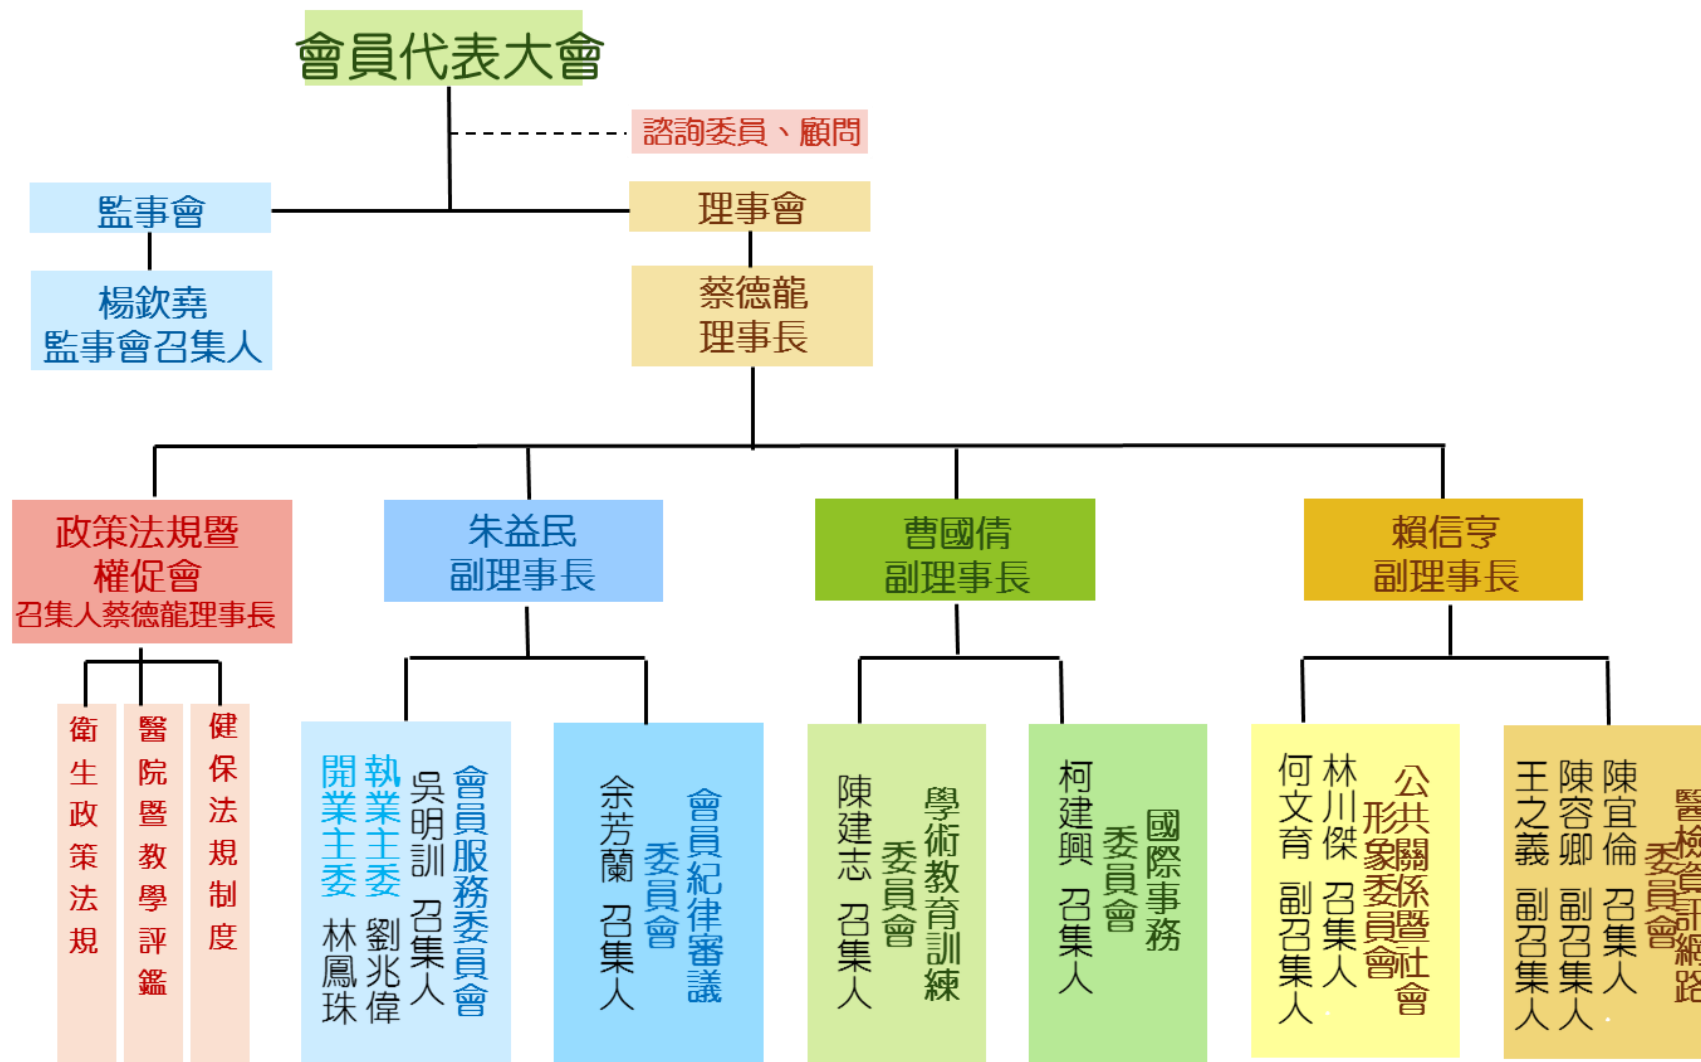 會員代表大會
諮詢委員、顧問
監事會
理事會
楊欽堯
監事會召集人
蔡德龍
理事長
政策法規暨
權促會
召集人蔡德龍理事長
朱益民
副理事長
曹國倩
副理事長
賴信亨
副理事長
衛生政策法規
醫院暨教學評鑑
健保法規制度
會員服務委員會
吳明訓 召集人
執業主委 劉兆偉
開業主委 林鳳珠
會員紀律審議
委員會
余芳蘭 召集人
學術教育訓練
委員會
陳建志 召集人
國際事務
委員會
柯建興 召集人
公共關係暨社會
形象委員會
林川傑 召集人
何文育 副召集人
醫檢資訊網路
委員會
陳宜倫 召集人
陳容卿 副召集人
王之義 副召集人